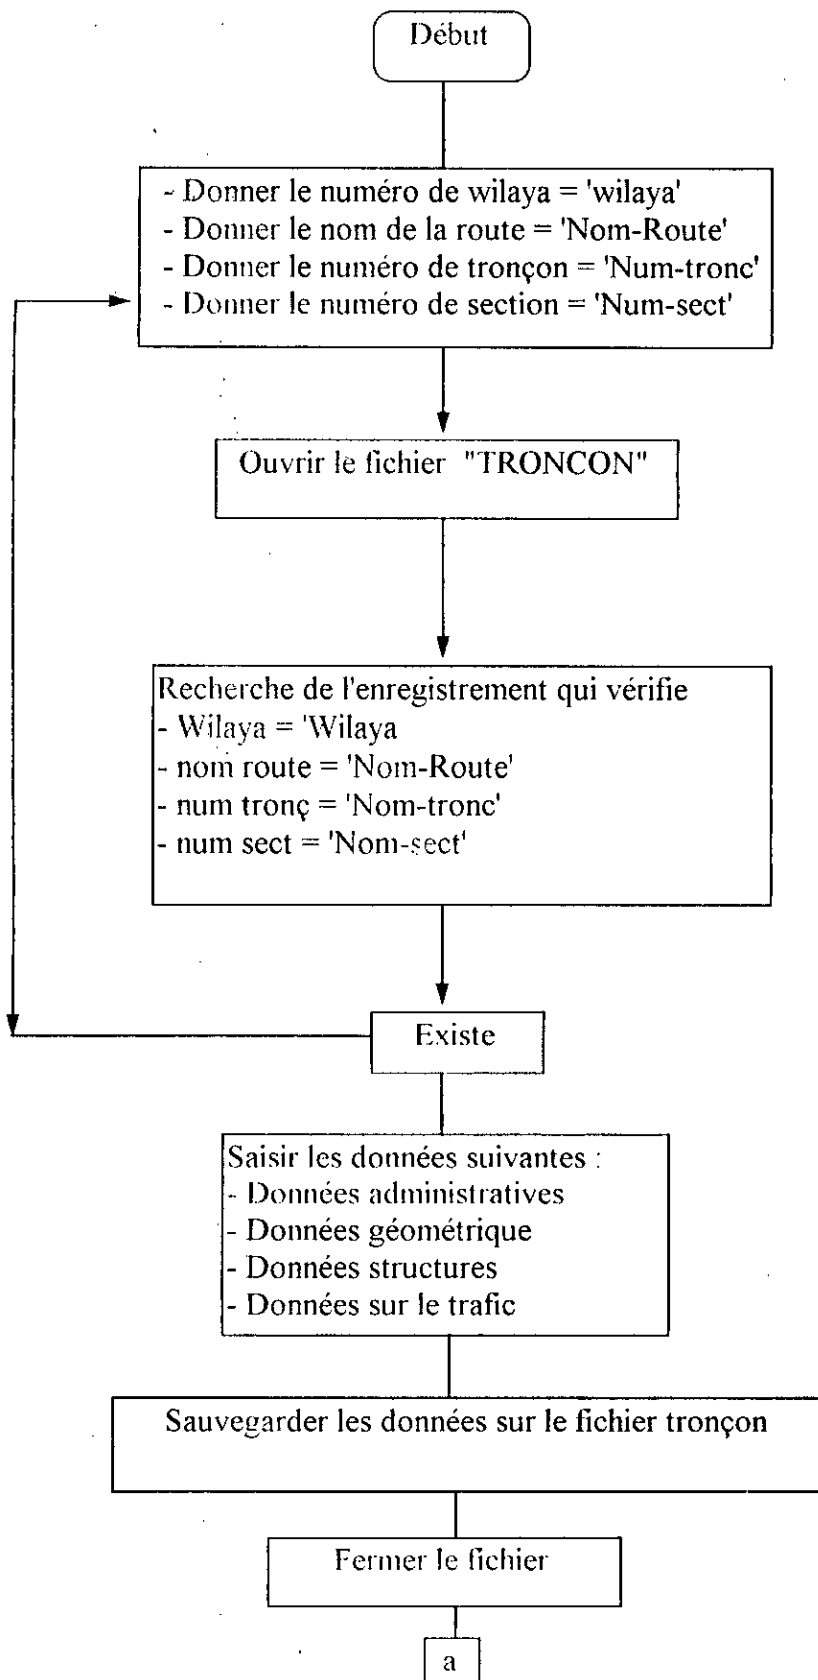 Début
- Donner le numéro de wilaya = 'wilaya'
- Donner le nom de la route = 'Nom-Route'
- Donner le numéro de tronçon = 'Num-tronc'
- Donner le numéro de section = 'Num-sect'
Ouvrir le fichier "TRONCON"
Recherche de l'enregistrement qui vérifie
- Wilaya = 'Wilaya
- nom route = 'Nom-Route'
- num tronç = 'Nom-tronc'
- num sect = 'Nom-sect'
Existe
Saisir les données suivantes :
- Données administratives
- Données géométrique
- Données structures
- Données sur le trafic
Sauvegarder les données sur le fichier tronçon
Fermer le fichier
a